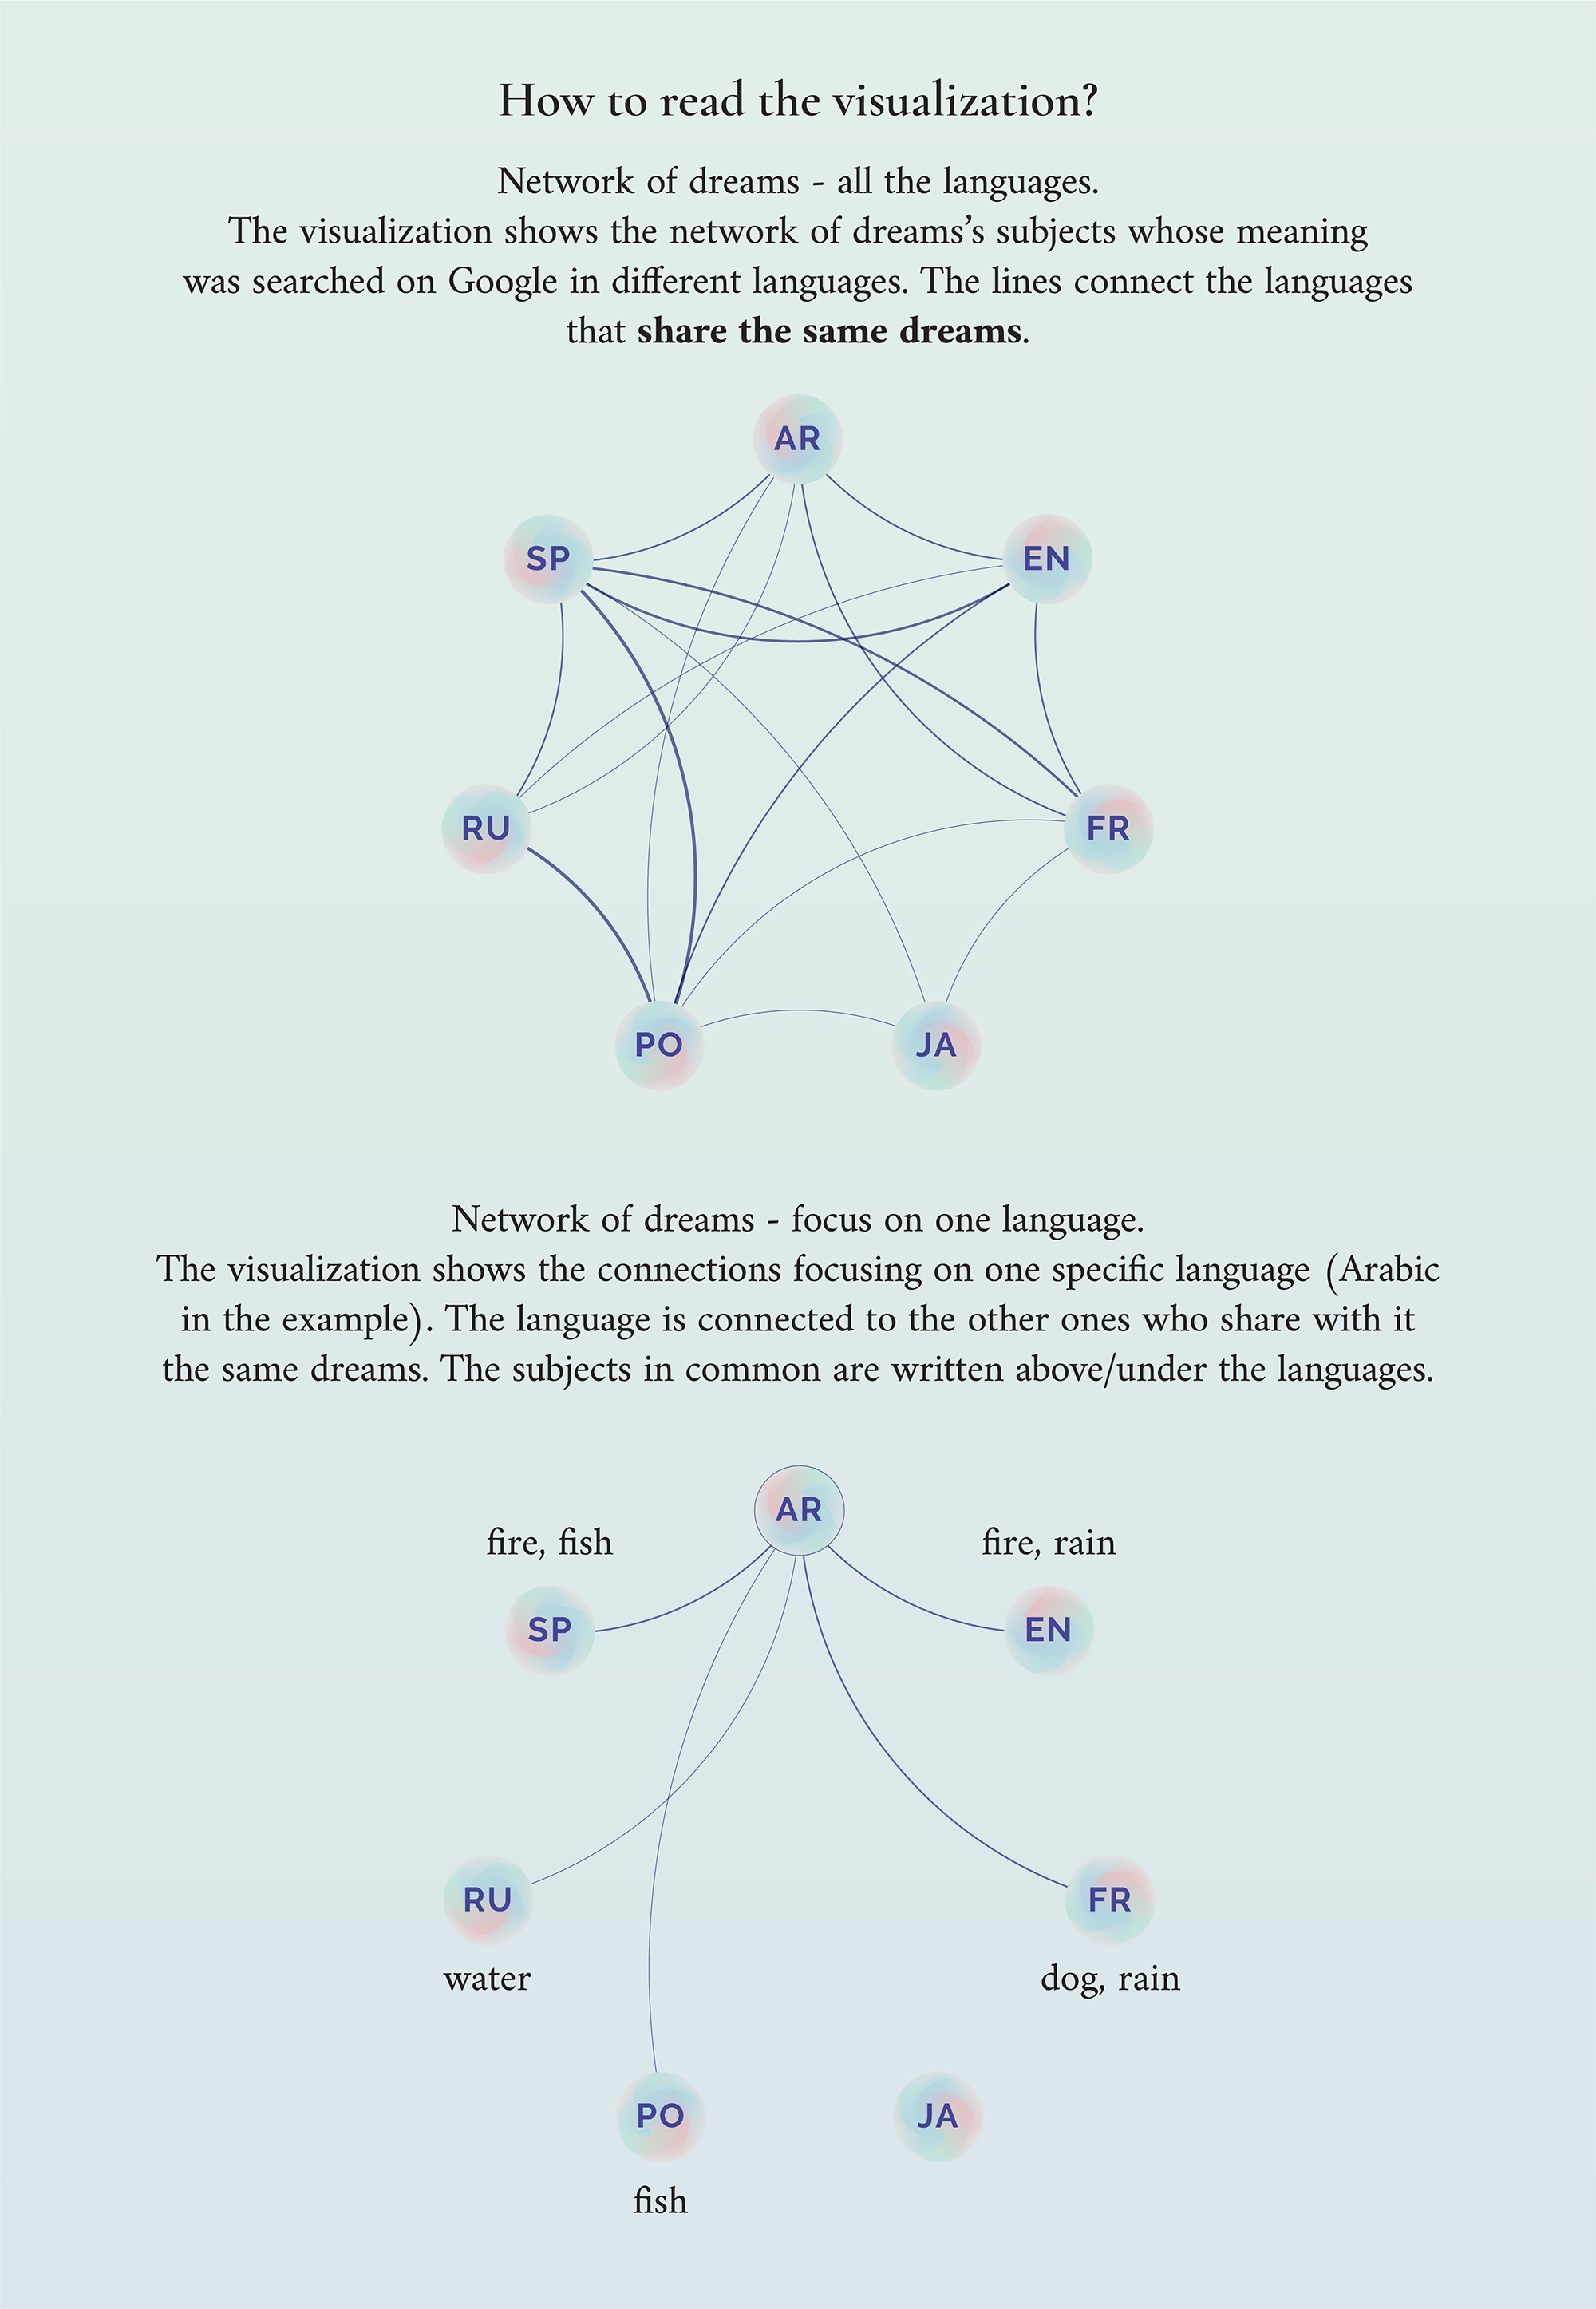 How to read the visualization?
Network of dreams - all the languages.
The visualization shows the network of dreams’s subjects whose meaning
was searched on Google in different languages. The lines connect the languages
that share the same dreams.
AR
SP
EN
RU
FR
PO
JA
Network of dreams - focus on one language.
The visualization shows the connections focusing on one specific language (Arabic
in the example). The language is connected to the other ones who share with it
the same dreams. The subjects in common are written above/under the languages.
AR
fire, fish
fire, rain
SP
EN
RU
FR
water
dog, rain
PO
JA
fish